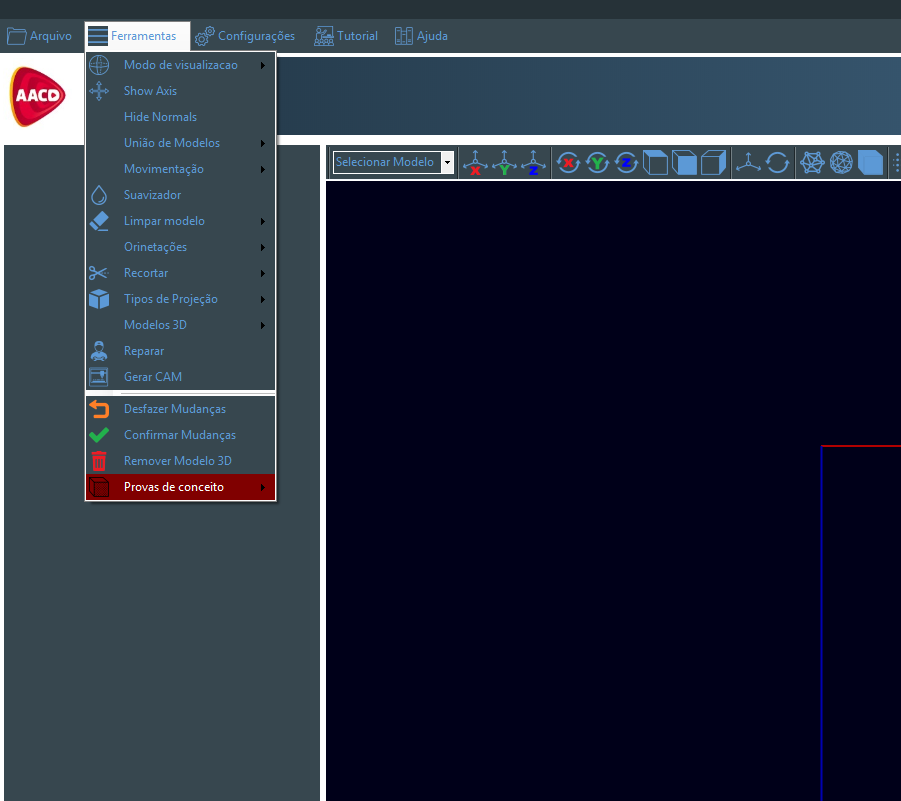 Arquivo Ferramentas Configurações Tutorial Ajuda
AACD
Modo de visualizacao
Show Axis
Hide Normals
União de Modelos
Movimentação
Suavizador
Limpar modelo
Orinetações
Recortar
Tipos de Projeção
Modelos 3D
Reparar
Gerar CAM
Desfazer Mudanças
Confirmar Mudanças
Remover Modelo 3D
Provas de conceito
Selecionar Modelo X Y Z X Y Z